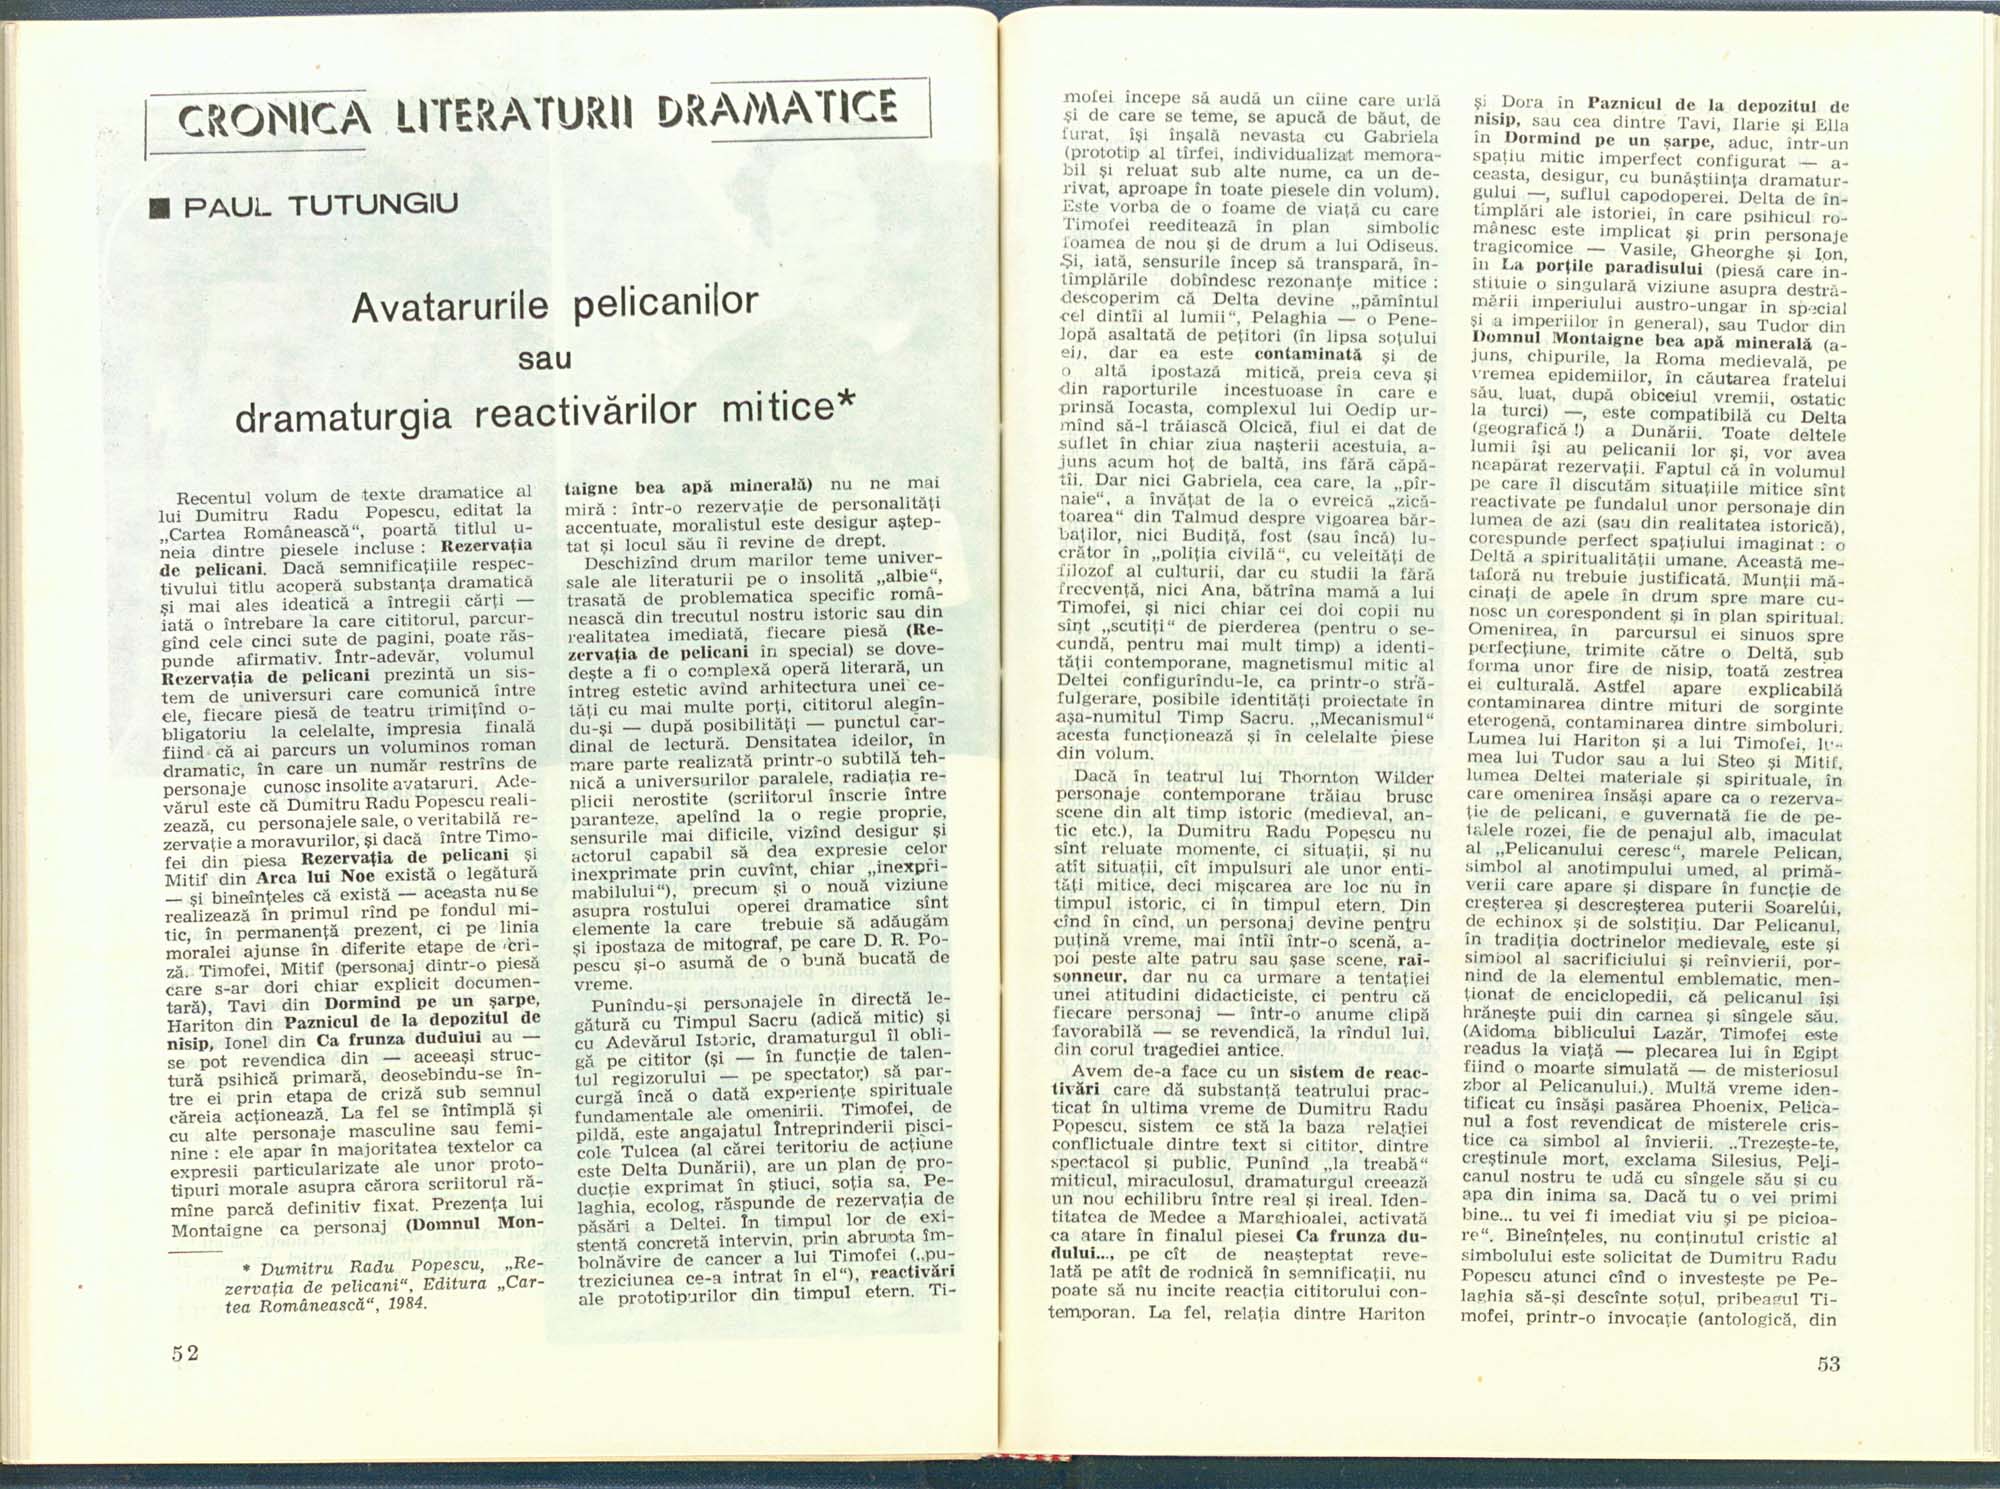 CRONICA LITERATURII DRAMATICE
■ PAUL TUTUNGIU
Avatarurile pelicanilor
sau
dramaturgia reactivărilor mitice*
Recentul volum de texte dramatice al
lui Dumitru Radu Popescu, editat la
„Cartea Românească“, poartă titlul u-
neia dintre piesele incluse : Rezervația
de pelicani. Dacă semnificațiile respec-
tivului titlu acoperă substanța dramatică
și mai ales ideatică a întregii cărți —
iată o întrebare la care cititorul, parcur-
gînd cele cinci sute de pagini, poate răs-
punde afirmativ. Într-adevăr, volumul
Rezervația de pelicani prezintă un sis-
tem de universuri care comunică între
ele, fiecare piesă de teatru trimițînd o-
bligatoriu la celelalte, impresia finală
fiind că ai parcurs un voluminos roman
dramatic, în care un număr restrîns de
personaje cunosc insolite avataruri. Ade-
vărul este că Dumitru Radu Popescu reali-
zează, cu personajele sale, o veritabilă re-
zervație a moravurilor, și dacă între Timo-
fei din piesa Rezervația de pelicani și
Mitif din Arca lui Noe există o legătură
— și bineînțeles că există — aceasta nu se
realizează în primul rînd pe fondul mi-
tic, în permanență prezent, ci pe linia
moralei ajunse în diferite etape de cri-
ză. Timofei, Mitif (personaj dintr-o piesă
care s-ar dori chiar explicit documen-
tară), Tavi din Dormind pe un șarpe,
Hariton din Paznicul de la depozitul de
nisip, Ionel din Ca frunza dudului au —
se pot revendica din — aceeași struc-
tură psihică primară, deosebindu-se în-
tre ei prin etapa de criză sub semnul
căreia acționează. La fel se întîmplă și
cu alte personaje masculine sau femi-
nine : ele apar în majoritatea textelor ca
expresii particularizate ale unor proto-
tipuri morale asupra cărora scriitorul ră-
mîne parcă definitiv fixat. Prezența lui
Montaigne ca personaj (Domnul Mon-
* Dumitru Radu Popescu, „Re-
zervația de pelicani“, Editura „Car-
tea Românească“, 1984.
52
taigne bea apă minerală) nu ne mai
miră : într-o rezervație de personalități
accentuate, moralistul este desigur aștep-
tat și locul său îi revine de drept.
Deschizînd drum marilor teme univer-
sale ale literaturii pe o insolită „albie“,
trasată de problematica specific româ-
nească din trecutul nostru istoric sau din
realitatea imediată, fiecare piesă (Re-
zervația de pelicani în special) se dove-
dește a fi o complexă operă literară, un
întreg estetic avînd arhitectura unei ce-
tăți cu mai multe porți, cititorul alegîn-
du-și — după posibilități — punctul car-
dinal de lectură. Densitatea ideilor, în
mare parte realizată printr-o subtilă teh-
nică a universurilor paralele, radiația re-
plicii nerostite (scriitorul înscrie între
paranteze, apelînd la o regie proprie,
sensurile mai dificile, vizînd desigur și
actorul capabil să dea expresie celor
inexprimate prin cuvînt, chiar „inexpri-
mabilului“), precum și o nouă viziune
asupra rostului operei dramatice sînt
elemente la care trebuie să adăugăm
și ipostaza de mitograf, pe care D. R. Po-
pescu și-o asumă de o bună bucată de
vreme.
Punîndu-și personajele în directă le-
gătură cu Timpul Sacru (adică mitic) și
cu Adevărul Istoric, dramaturgul îl obli-
gă pe cititor (și — în funcție de talen-
tul regizorului — pe spectator) să par-
curgă încă o dată experiențe spirituale
fundamentale ale omenirii. Timofei, de
pildă, este angajatul Întreprinderii pisci-
cole Tulcea (al cărei teritoriu de acțiune
este Delta Dunării), are un plan de pro-
ducție exprimat în știuci, soția sa, Pe-
laghia, ecolog, răspunde de rezervația de
păsări a Deltei. În timpul lor de exi-
stență concretă intervin, prin abrupta îm-
bolnăvire de cancer a lui Timofei („pu-
treziciunea ce-a intrat în el“), reactivări
ale prototipurilor din timpul etern. Ti-
mofei începe să audă un cîine care urlă
și de care se teme, se apucă de băut, de
furat, își înșală nevasta cu Gabriela
(prototip al tîrfei, individualizat memora-
bil și reluat sub alte nume, ca un de-
rivat, aproape în toate piesele din volum).
Este vorba de o foame de viață cu care
Timofei reeditează în plan simbolic
foamea de nou și de drum a lui Odiseus.
Și, iată, sensurile încep să transpară, în-
tîmplările dobîndesc rezonanțe mitice :
descoperim că Delta devine „pămîntul
cel dintîi al lumii“, Pelaghia — o Pene-
lopă asaltată de pețitori (în lipsa soțului
ei), dar ea este contaminată și de
o altă ipostază mitică, preia ceva și
din raporturile incestuoase în care e
prinsă Iocasta, complexul lui Oedip ur-
mînd să-l trăiască Olcică, fiul ei dat de
suflet în chiar ziua nașterii acestuia, a-
juns acum hoț de baltă, ins fără căpă-
tîi. Dar nici Gabriela, cea care, la „pîr-
naie“, a învățat de la o evreică „zică-
toarea“ din Talmud despre vigoarea băr-
baților, nici Budiță, fost (sau încă) lu-
crător în „poliția civilă“, cu veleități de
filozof al culturii, dar cu studii la fără
frecvență, nici Ana, bătrîna mamă a lui
Timofei, și nici chiar cei doi copii nu
sînt „scutiți“ de pierderea (pentru o se-
cundă, pentru mai mult timp) a identi-
tății contemporane, magnetismul mitic al
Deltei configurîndu-le, ca printr-o stră-
fulgerare, posibile identități proiectate în
așa-numitul Timp Sacru. „Mecanismul“
acesta funcționează și în celelalte piese
din volum.
Dacă în teatrul lui Thornton Wilder
personaje contemporane trăiau brusc
scene din alt timp istoric (medieval, an-
tic etc.), la Dumitru Radu Popescu nu
sînt reluate momente, ci situații, și nu
atît situații, cît impulsuri ale unor enti-
tăți mitice, deci mișcarea are loc nu în
timpul istoric, ci în timpul etern. Din
cînd în cînd, un personaj devine pentru
puțină vreme, mai întîi într-o scenă, a-
poi peste alte patru sau șase scene, rai-
sonneur, dar nu ca urmare a tentației
unei atitudini didacticiste, ci pentru că
fiecare personaj — într-o anume clipă
favorabilă — se revendică, la rîndul lui,
din corul tragediei antice.
Avem de-a face cu un sistem de reac-
tivări care dă substanță teatrului prac-
ticat în ultima vreme de Dumitru Radu
Popescu, sistem ce stă la baza relației
conflictuale dintre text și cititor, dintre
spectacol și public. Punînd „la treabă“
miticul, miraculosul, dramaturgul creează
un nou echilibru între real și ireal. Iden-
titatea de Medee a Marghioalei, activată
ca atare în finalul piesei Ca frunza du-
dului..., pe cît de neașteptat reve-
lată pe atît de rodnică în semnificații, nu
poate să nu incite reacția cititorului con-
temporan. La fel, relația dintre Hariton
și Dora în Paznicul de la depozitul de
nisip, sau cea dintre Tavi, Ilarie și Ella
în Dormind pe un șarpe, aduc, într-un
spațiu mitic imperfect configurat — a-
ceasta, desigur, cu bunăștiința dramatur-
gului —, suflul capodoperei. Delta de în-
tîmplări ale istoriei, în care psihicul ro-
mânesc este implicat și prin personaje
tragicomice — Vasile, Gheorghe și Ion,
în La porțile paradisului (piesă care in-
stituie o singulară viziune asupra destră-
mării imperiului austro-ungar în special
și a imperiilor în general), sau Tudor din
Domnul Montaigne bea apă minerală (a-
juns, chipurile, la Roma medievală, pe
vremea epidemiilor, în căutarea fratelui
său, luat, după obiceiul vremii, ostatic
la turci) —, este compatibilă cu Delta
(geografică !) a Dunării. Toate deltele
lumii își au pelicanii lor și, vor avea
neapărat rezervații. Faptul că în volumul
pe care îl discutăm situațiile mitice sînt
reactivate pe fundalul unor personaje din
lumea de azi (sau din realitatea istorică),
corespunde perfect spațiului imaginat : o
Deltă a spiritualității umane. Această me-
taforă nu trebuie justificată. Munții mă-
cinați de apele în drum spre mare cu-
nosc un corespondent și în plan spiritual.
Omenirea, în parcursul ei sinuos spre
perfecțiune, trimite către o Deltă, sub
forma unor fire de nisip, toată zestrea
ei culturală. Astfel apare explicabilă
contaminarea dintre mituri de sorginte
eterogenă, contaminarea dintre simboluri.
Lumea lui Hariton și a lui Timofei, lu-
mea lui Tudor sau a lui Steo și Mitif,
lumea Deltei materiale și spirituale, în
care omenirea însăși apare ca o rezerva-
ție de pelicani, e guvernată fie de pe-
talele rozei, fie de penajul alb, imaculat
al „Pelicanului ceresc“, marele Pelican,
simbol al anotimpului umed, al primă-
verii care apare și dispare în funcție de
creșterea și descreșterea puterii Soarelui,
de echinox și de solstițiu. Dar Pelicanul,
în tradiția doctrinelor medievale, este și
simbol al sacrificiului și reînvierii, por-
nind de la elementul emblematic, men-
ționat de enciclopedii, că pelicanul își
hrănește puii din carnea și sîngele său.
(Aidoma biblicului Lazăr, Timofei este
readus la viață — plecarea lui în Egipt
fiind o moarte simulată — de misteriosul
zbor al Pelicanului.). Multă vreme iden-
tificat cu însăși pasărea Phoenix, Pelica-
nul a fost revendicat de misterele cris-
tice ca simbol al învierii. „Trezește-te,
creștinule mort, exclama Silesius, Peli-
canul nostru te udă cu sîngele său și cu
apa din inima sa. Dacă tu o vei primi
bine... tu vei fi imediat viu și pe picioa-
re“. Bineînțeles, nu conținutul cristic al
simbolului este solicitat de Dumitru Radu
Popescu atunci cînd o investește pe Pe-
laghia să-și descînte soțul, pribeagul Ti-
mofei, printr-o invocație (antologică, din
53